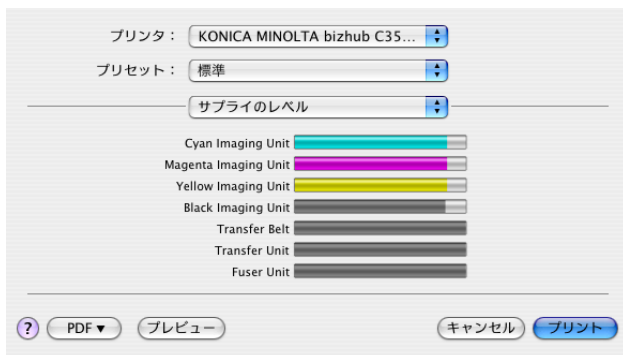 プリンタ： KONICA MINOLTA bizhub C35...
プリセット： 標準
サプライのレベル
Cyan Imaging Unit
Magenta Imaging Unit
Yellow Imaging Unit
Black Imaging Unit
Transfer Belt
Transfer Unit
Fuser Unit
? PDF▼ プレビュー キャンセル プリント